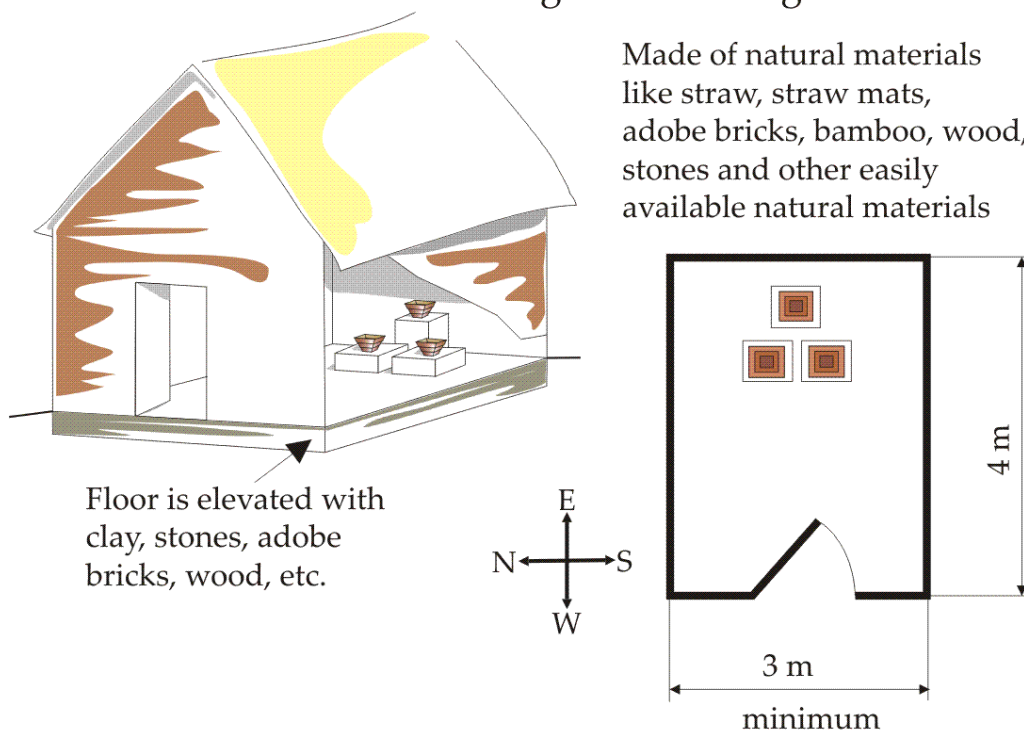 Made of natural materials
like straw, straw mats,
adobe bricks, bamboo, wood,
stones and other easily
available natural materials
Floor is elevated with
clay, stones, adobe
bricks, wood, etc.
E
N
S
W
4 m
3 m
minimum